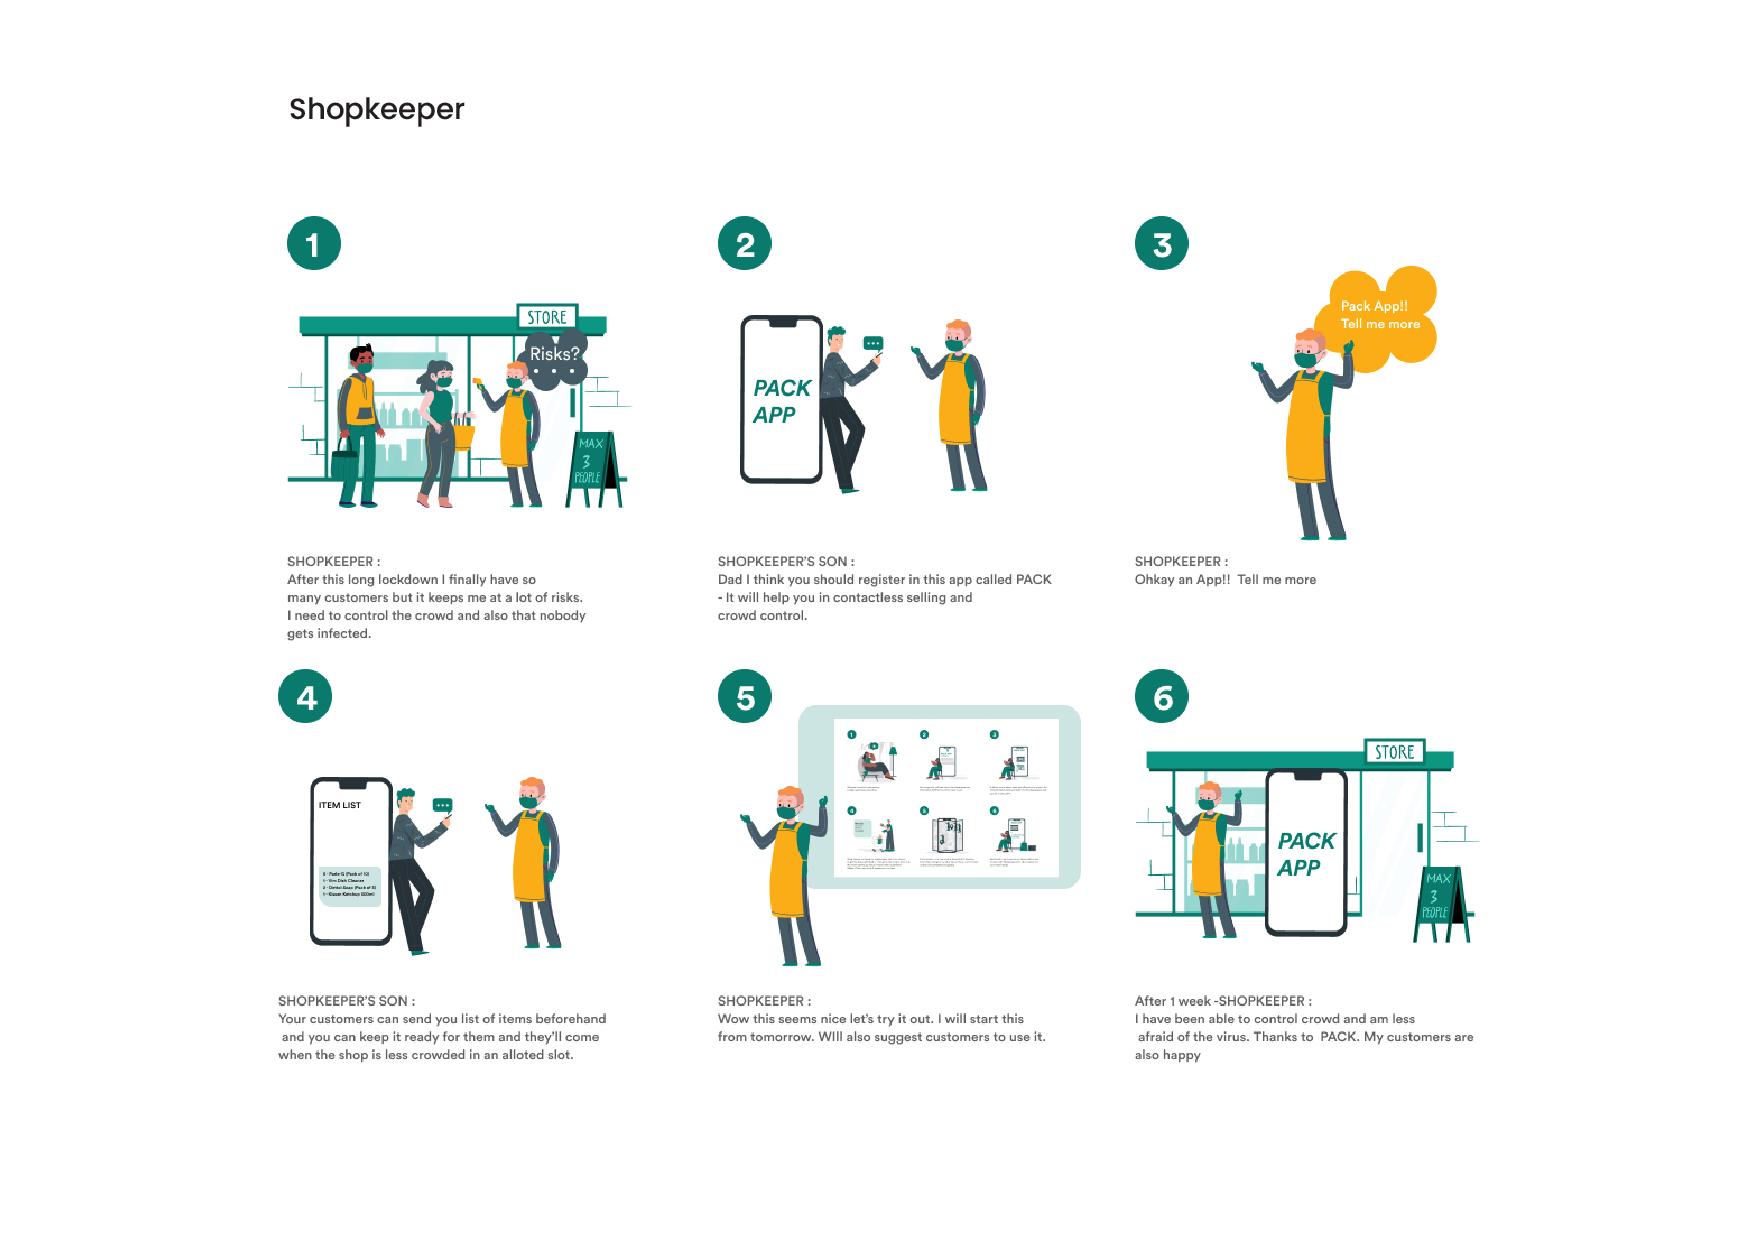 Shopkeeper
1
STORE
Risks?
MAX
3
PEOPLE
SHOPKEEPER :
After this long lockdown I finally have so
many customers but it keeps me at a lot of risks.
I need to control the crowd and also that nobody
gets infected.
2
PACK
APP
SHOPKEEPER'S SON :
Dad I think you should register in this app called PACK
- It will help you in contactless selling and
crowd control.
3
Pack App!!
Tell me more
SHOPKEEPER :
Ohkay an App!!  Tell me more
4
ITEM LIST
SHOPKEEPER'S SON :
Your customers can send you list of items beforehand
and you can keep it ready for them and they'll come
when the shop is less crowded in an alloted slot.
5
1
2
3
SHOPKEEPER :
Wow this seems nice let's try it out. I will start this
from tomorrow. WIll also suggest customers to use it.
6
STORE
PACK
APP
MAX
3
PEOPLE
After 1 week -SHOPKEEPER :
I have been able to control crowd and am less
afraid of the virus. Thanks to  PACK. My customers are
also happy